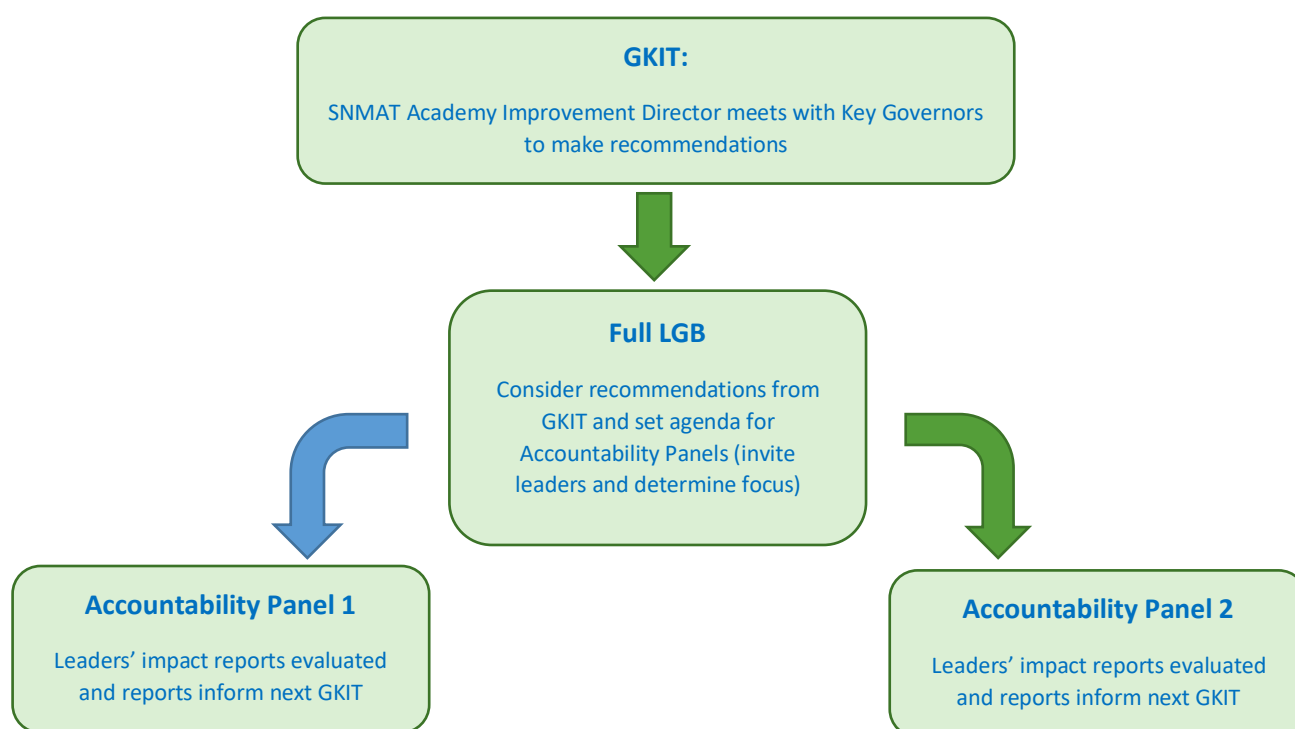 GKIT:
SNMAT Academy Improvement Director meets with Key Governors
to make recommendations
Full LGB
Consider recommendations from
GKIT and set agenda for
Accountability Panels (invite
leaders and determine focus)
Accountability Panel 1
Leaders’ impact reports evaluated
and reports inform next GKIT
Accountability Panel 2
Leaders’ impact reports evaluated
and reports inform next GKIT